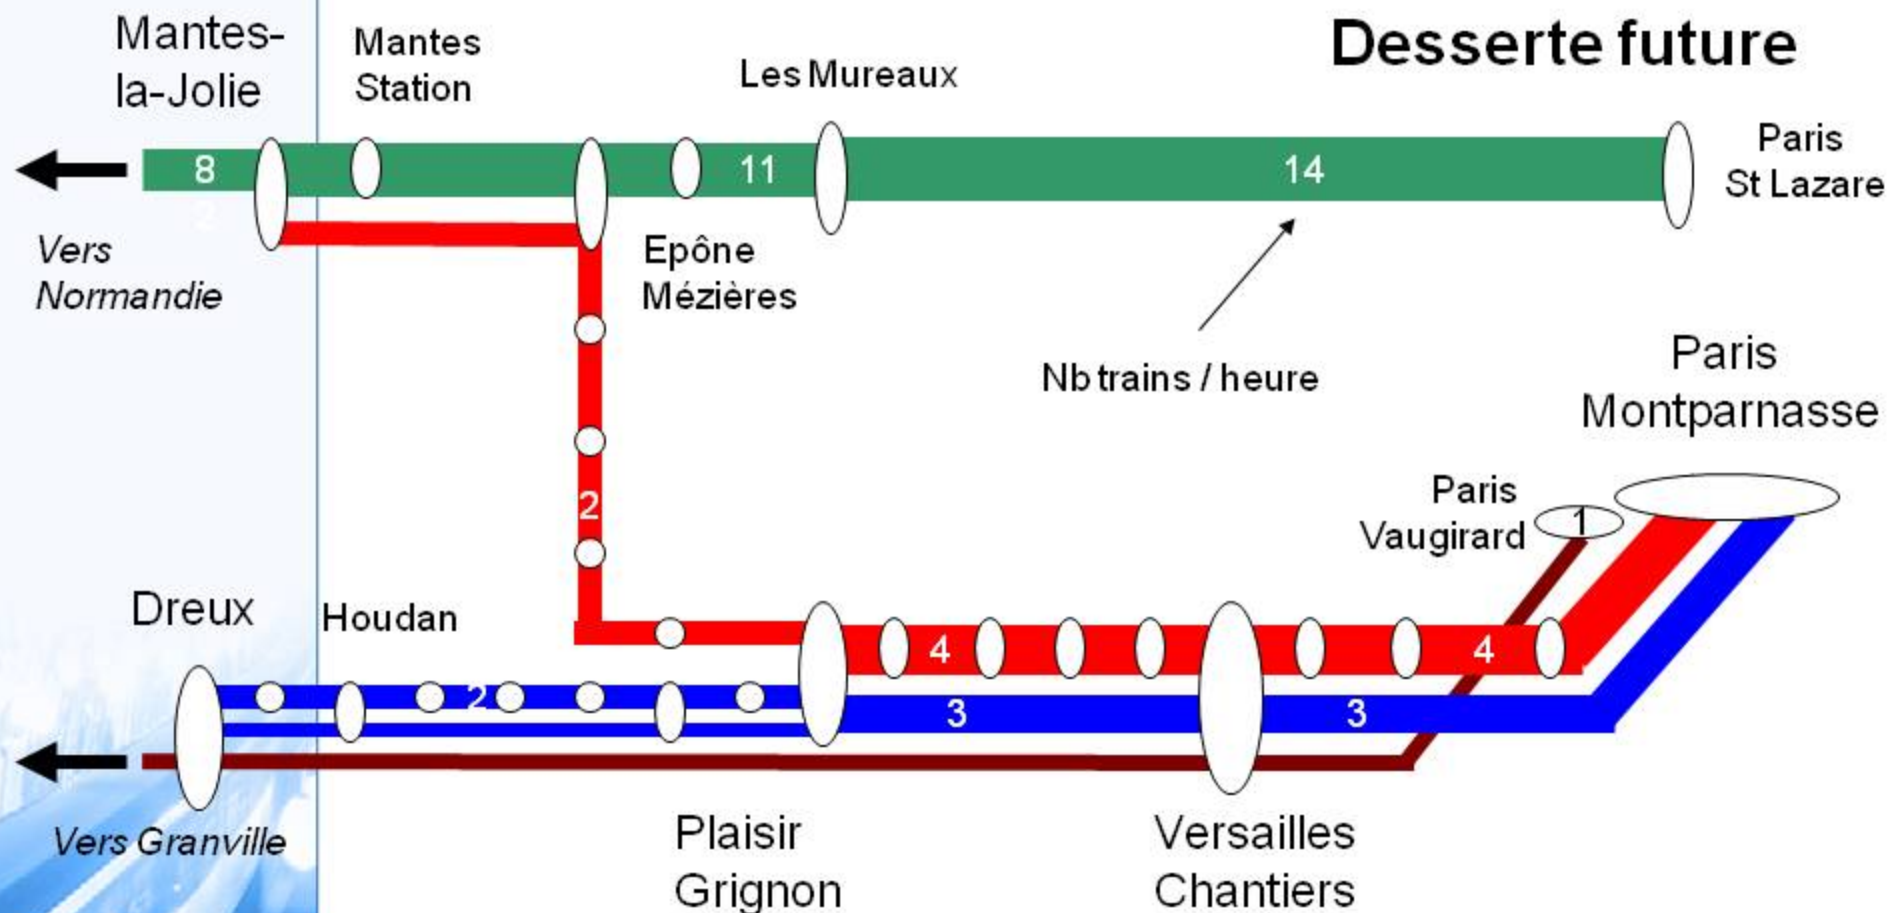 Desserte future
Mantes-
la-Jolie
Mantes
Station
Les Mureaux
Paris
St Lazare
8
11
14
2
Vers
Normandie
Epône
Mézières
Nb trains / heure
Paris
Montparnasse
Paris
Vaugirard
1
2
Dreux
Houdan
4
4
2
3
3
Vers Granville
Plaisir
Grignon
Versailles
Chantiers